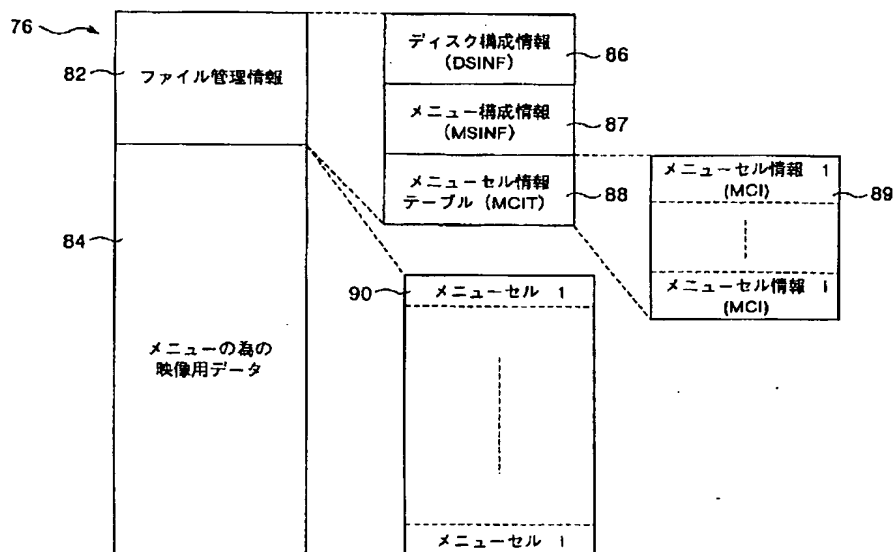 76
82
ファイル管理情報
84
メニューの為の
映像用データ
ディスク構成情報
(DSINF)
86
メニュー構成情報
(MSINF)
87
メニューセル情報
テーブル (MCIT)
88
メニューセル情報 1
(MCI)
89
メニューセル情報 i
(MCI)
90
メニューセル 1
メニューセル i